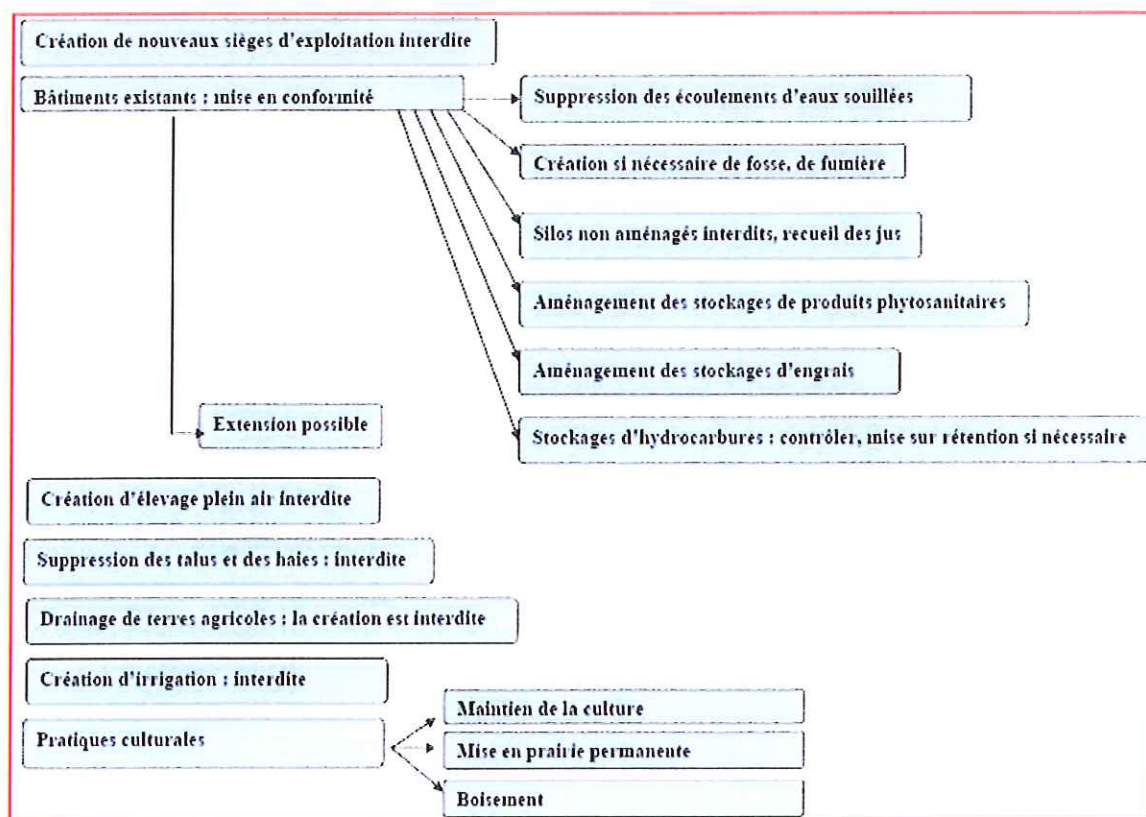 Création de nouveaux sièges d'exploitation interdite
Bâtiments existants : mise en conformité
Suppression des écoulements d'eaux souillées
Création si nécessaire de fosse, de fumière
Silos non aménagés interdits, recueil des jus
Aménagement des stockages de produits phytosanitaires
Aménagement des stockages d'engrais
Extension possible
Stockages d'hydrocarbures : contrôler, mise sur rétention si nécessaire
Création d'élevage plein air interdite
Suppression des talus et des haies : interdite
Drainage de terres agricoles : la création est interdite
Création d'irrigation : interdite
Pratiques culturales
Maintien de la culture
Mise en prairie permanente
Boisement